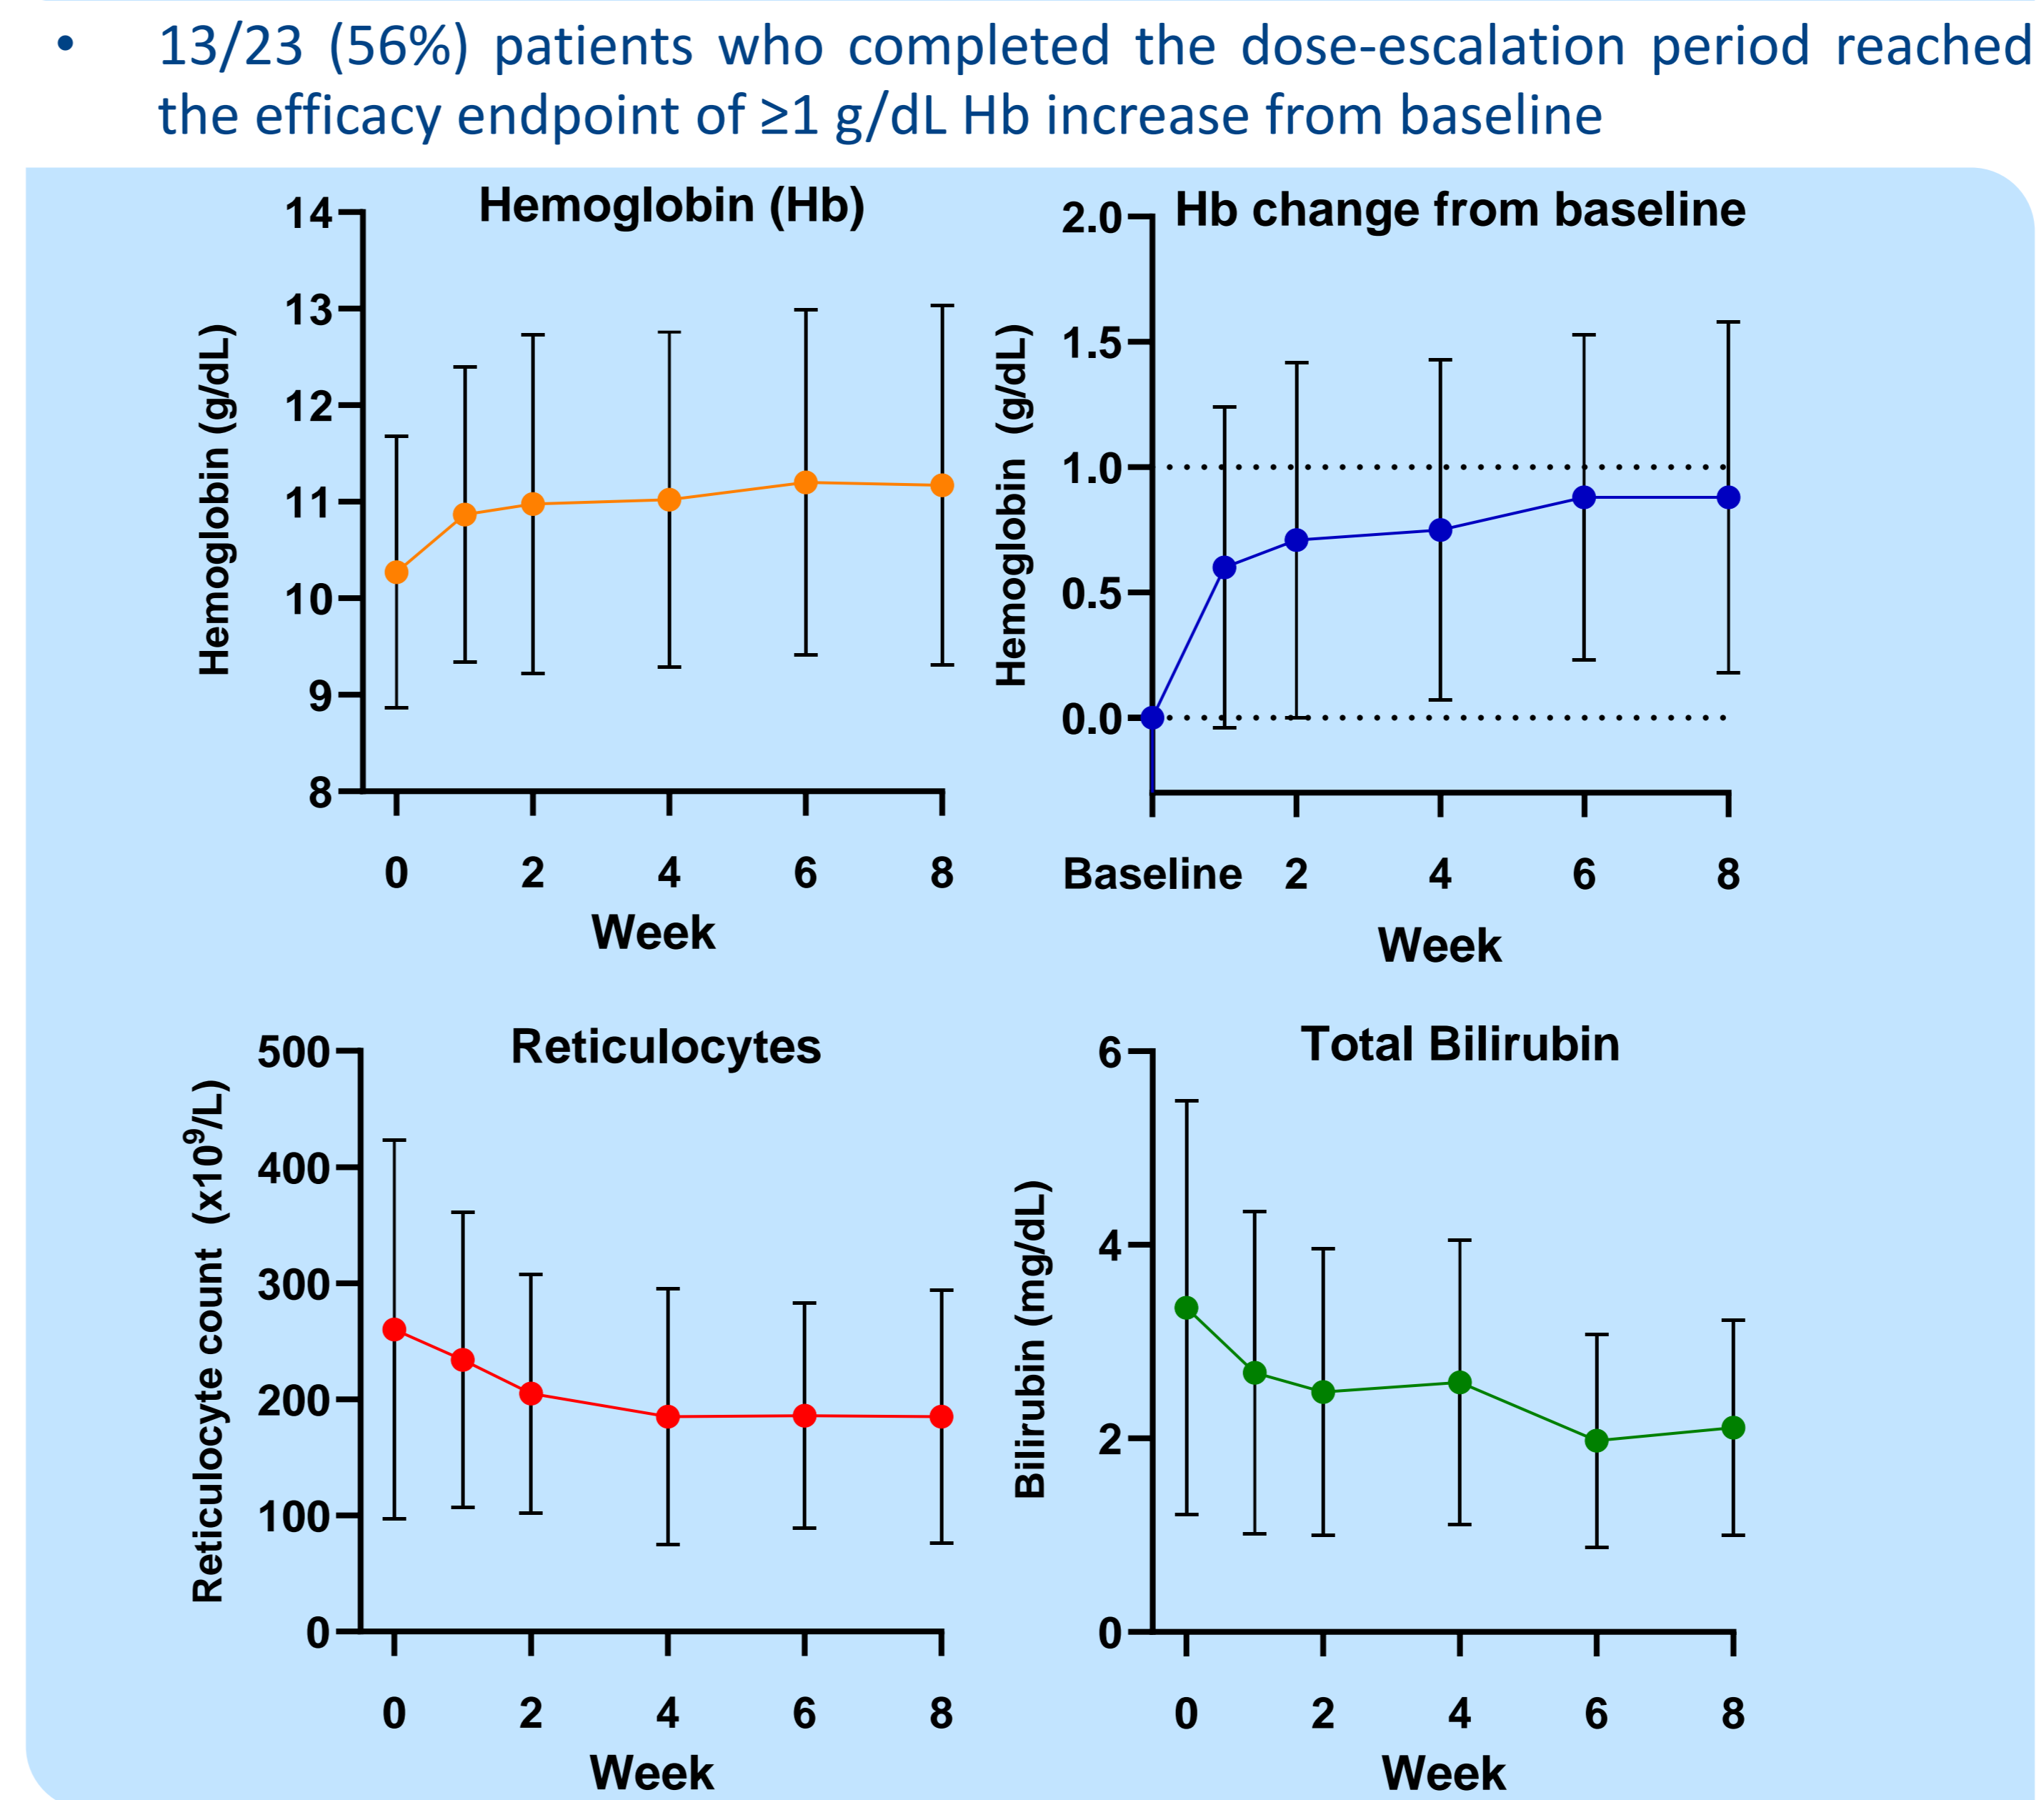 • 13/23 (56%) patients who completed the dose-escalation period reached
the efficacy endpoint of ≥1 g/dL Hb increase from baseline
Hemoglobin (Hb)
Hemoglobin (g/dL)
14
13
12
11
10
9
8
0 2 4 6 8
Week
Hb change from baseline
Hemoglobin (g/dL)
2.0
1.5
1.0
0.5
0.0
Baseline 2 4 6 8
Week
Reticulocytes
Reticulocyte count (x10⁹/L)
500
400
300
200
100
0
0 2 4 6 8
Week
Total Bilirubin
Bilirubin (mg/dL)
6
4
2
0
0 2 4 6 8
Week